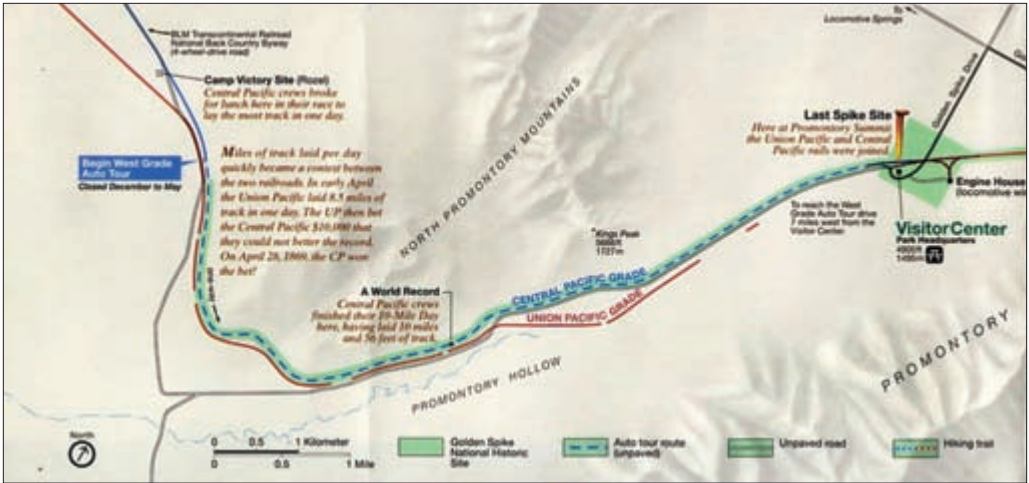 BLM Transcontinental Railroad
National Back Country Byway
(4-wheel-drive road)
To
Locomotive Springs
Camp Victory Site (Rozel)
Central Pacific crews broke
for lunch here in their race to
lay the most track in one day.
Golden Spike Drive
Last Spike Site
Here at Promontory Summit
the Union Pacific and Central
Pacific rails were joined.
Begin West Grade
Auto Tour
Closed December to May
Miles of track laid per day
quickly became a contest between
the two railroads. In early April
the Union Pacific laid 8.5 miles of
track in one day. The UP then bet
the Central Pacific $10,000 that
they could not better the record.
On April 28, 1869, the CP won
the bet!
NORTH PROMONTORY MOUNTAINS
Engine House
(locomotive
To reach the West
Grade Auto Tour drive
7 miles west from the
Visitor Center
Visitor Center
Park Headquarters
4905ft
1495m
Kings Peak
1727m
one-way
A World Record
Central Pacific crews
finished their 10-Mile Day
here, having laid 10 miles
and 56 feet of track.
CENTRAL PACIFIC GRADE
UNION PACIFIC GRADE
PROMONTORY HOLLOW
PROMONTORY
North
0 0.5 1 Kilometer
0 0.5 1 Mile
Golden Spike
National Historic
Site
Auto tour route
(unpaved)
Unpaved road
Hiking trail